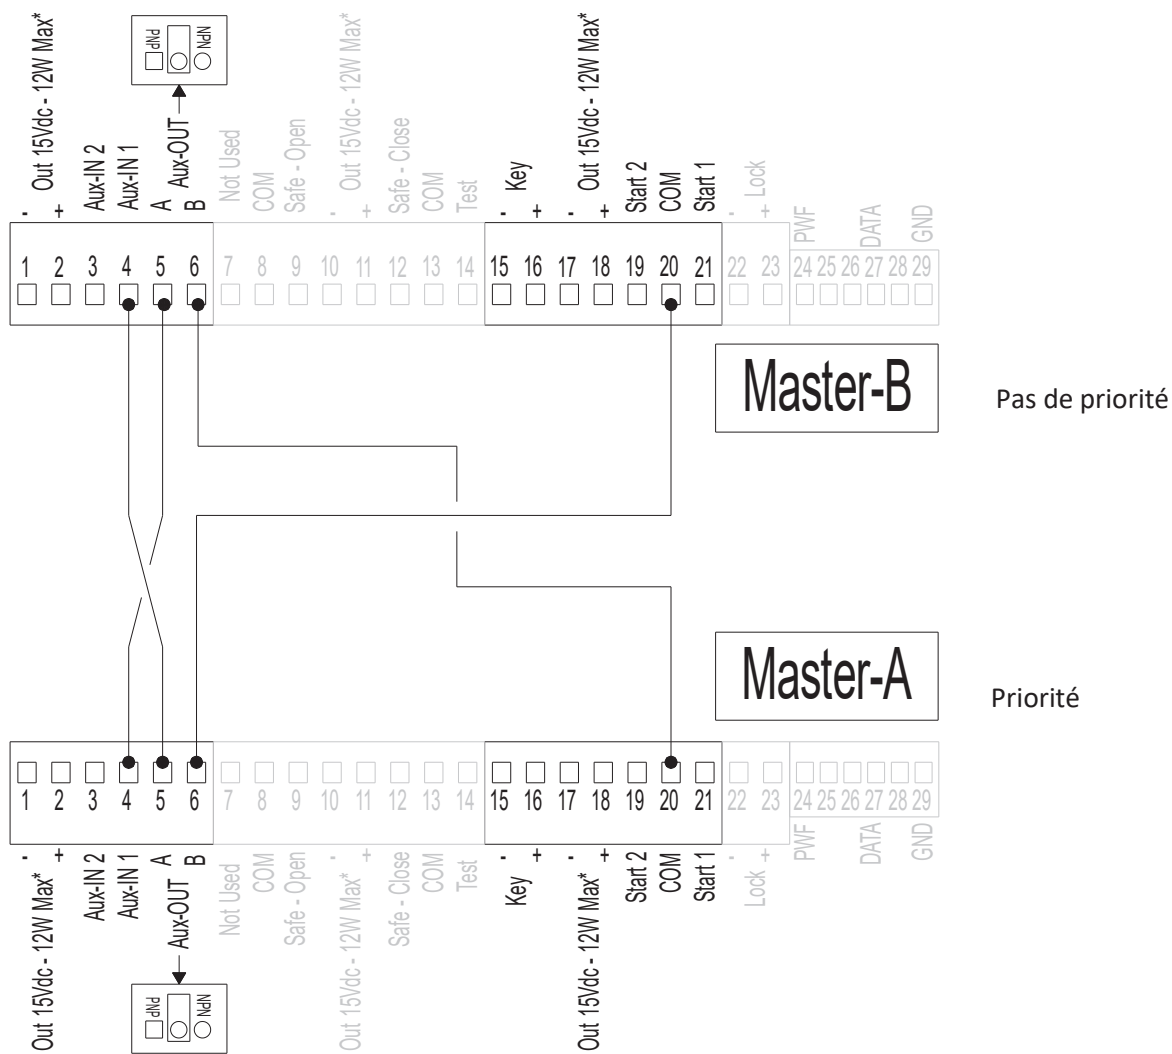 PNP NPN
- Out 15Vdc - 12W Max*
+
Aux-IN 2
Aux-IN 1
A Aux-OUT
B
Not Used
COM
Safe - Open
- Out 15Vdc - 12W Max*
+
Safe - Close
COM
Test
- Key
+
- Out 15Vdc - 12W Max*
+
Start 2
COM
Start 1
- Lock
+
PWF
DATA
GND
1 2 3 4 5 6 7 8 9 10 11 12 13 14 15 16 17 18 19 20 21 22 23 24 25 26 27 28 29
Master-B
Pas de priorité
Master-A
Priorité
1 2 3 4 5 6 7 8 9 10 11 12 13 14 15 16 17 18 19 20 21 22 23 24 25 26 27 28 29
Out 15Vdc - 12W Max* -
+
Aux-IN 2
Aux-IN 1
Aux-OUT A
B
Not Used
COM
Safe - Open
Out 15Vdc - 12W Max* -
+
Safe - Close
COM
Test
Key -
+
Out 15Vdc - 12W Max* -
+
Start 2
COM
Start 1
Lock -
+
PWF
DATA
GND
PNP NPN